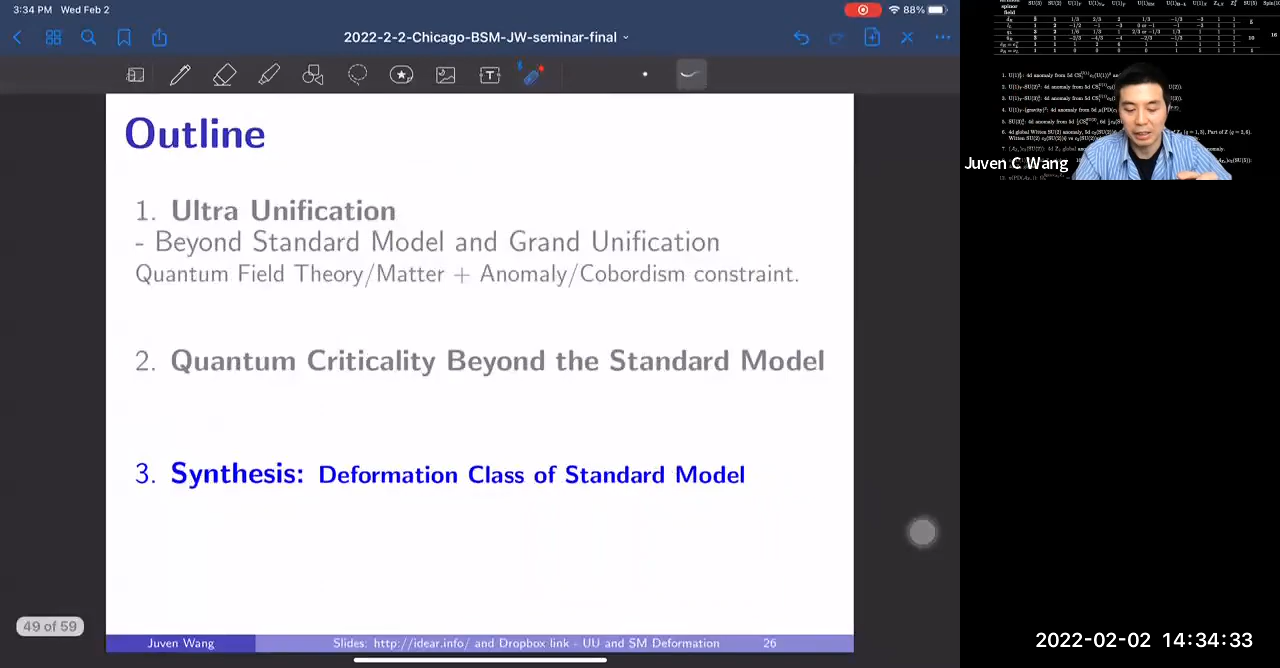 3:34 PM Wed Feb 2
88%
2022-2-2-Chicago-BSM-JW-seminar-final
Outline
1. Ultra Unification
- Beyond Standard Model and Grand Unification
Quantum Field Theory/Matter + Anomaly/Cobordism constraint.
2. Quantum Criticality Beyond the Standard Model
3. Synthesis: Deformation Class of Standard Model
49 of 59
Juven Wang Slides: http://idear.info/ and Dropbox link - UU and SM Deformation 26
Juven C Wang
2022-02-02 14:34:33